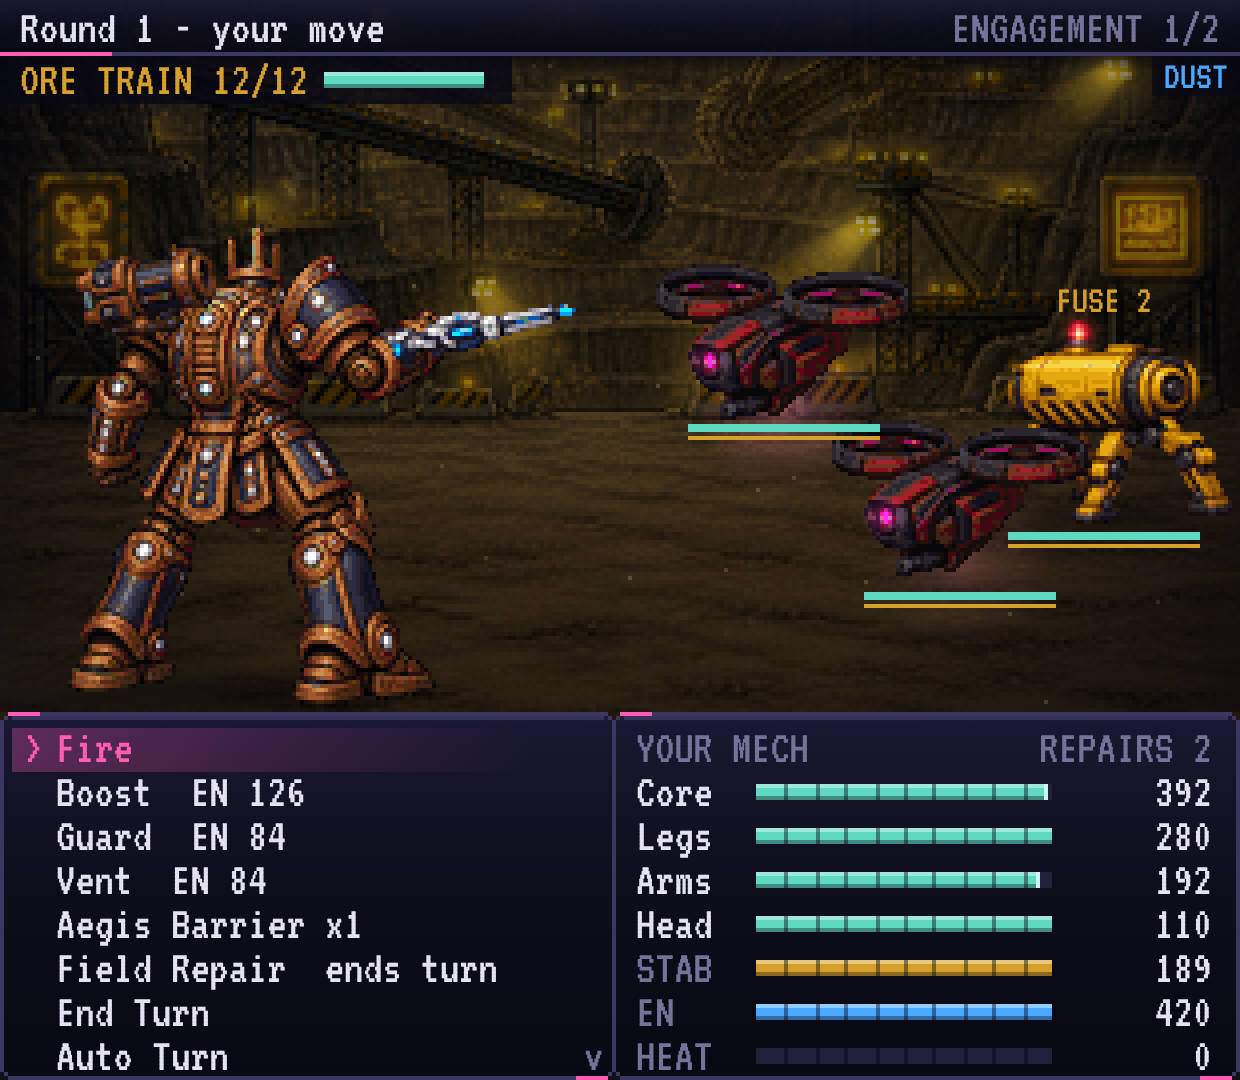 Round 1 - your move
ENGAGEMENT 1/2
ORE TRAIN 12/12
DUST
FUSE 2
> Fire
Boost EN 126
Guard EN 84
Vent EN 84
Aegis Barrier x1
Field Repair ends turn
End Turn
Auto Turn v
YOUR MECH REPAIRS 2
Core 392
Legs 280
Arms 192
Head 110
STAB 189
EN 420
HEAT 0